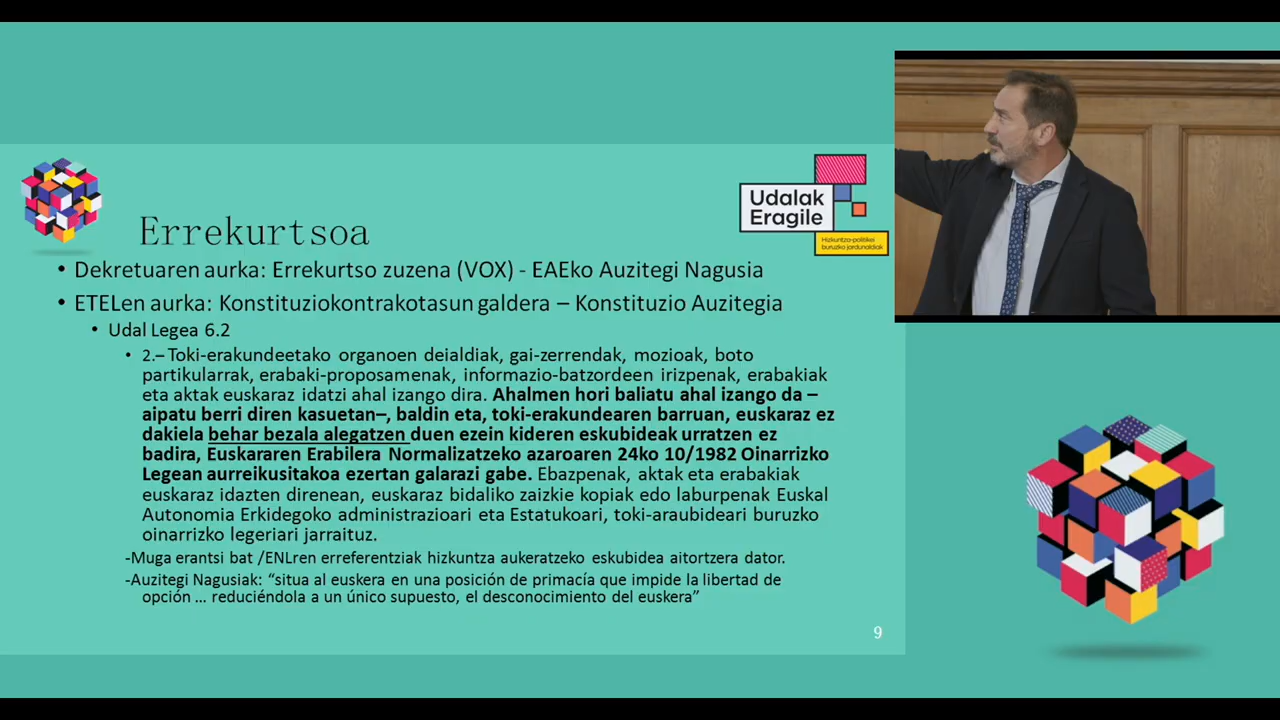 Udalak
Eragile
Hizkuntza-politikei
buruzko jardunaldiak
Errekurtsoa
• Dekretuaren aurka: Errekurtso zuzena (VOX) - EAEko Auzitegi Nagusia
• ETELen aurka: Konstituziokontrakotasun galdera – Konstituzio Auzitegia
• Udal Legea 6.2
• 2.– Toki-erakundeetako organoen deialdiak, gai-zerrendak, mozioak, boto
partikularrak, erabaki-proposamenak, informazio-batzordeen irizpenak, erabakiak
eta aktak euskaraz idatzi ahal izango dira. Ahalmen hori baliatu ahal izango da –
aipatu berri diren kasuetan–, baldin eta, toki-erakundearen barruan, euskaraz ez
dakiela behar bezala alegatzen duen ezein kideren eskubideak urratzen ez
badira, Euskararen Erabilera Normalizatzeko azaroaren 24ko 10/1982 Oinarrizko
Legean aurreikusitakoa ezertan galarazi gabe. Ebazpenak, aktak eta erabakiak
euskaraz idazten direnean, euskaraz bidaliko zaizkie kopiak edo laburpenak Euskal
Autonomia Erkidegoko administrazioari eta Estatukoari, toki-araubideari buruzko
oinarrizko legeriari jarraituz.
-Muga erantsi bat /ENLren erreferentziak hizkuntza aukeratzeko eskubidea aitortzera dator.
-Auzitegi Nagusiak: “situa al euskera en una posición de primacía que impide la libertad de
opción ... reduciéndola a un único supuesto, el desconocimiento del euskera”
9